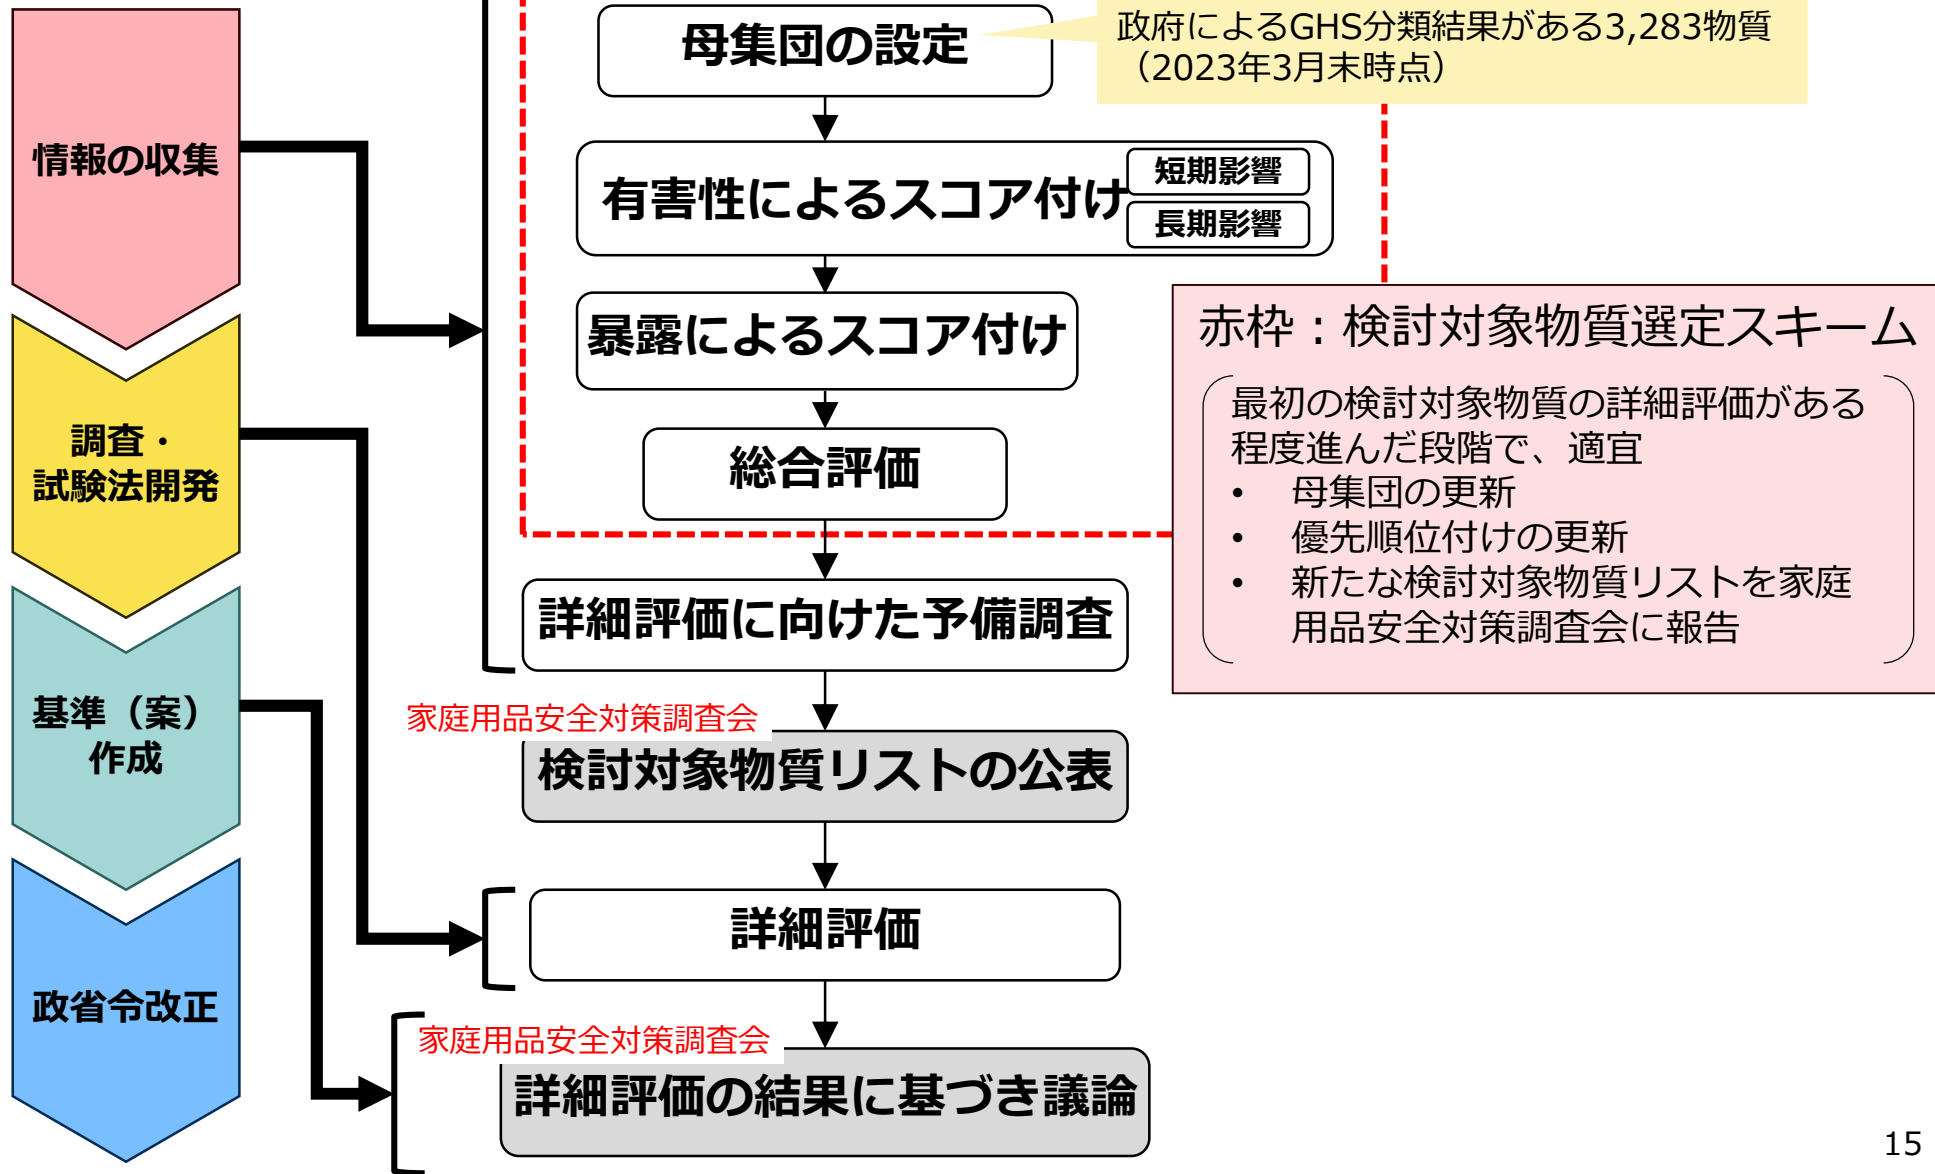 情報の収集
調査・
試験法開発
基準（案）
作成
政省令改正
母集団の設定
政府によるGHS分類結果がある3,283物質
（2023年3月末時点）
有害性によるスコア付け
短期影響
長期影響
暴露によるスコア付け
総合評価
赤枠：検討対象物質選定スキーム
最初の検討対象物質の詳細評価がある
程度進んだ段階で、適宜
• 母集団の更新
• 優先順位付けの更新
• 新たな検討対象物質リストを家庭
用品安全対策調査会に報告
詳細評価に向けた予備調査
家庭用品安全対策調査会
検討対象物質リストの公表
詳細評価
家庭用品安全対策調査会
詳細評価の結果に基づき議論
15